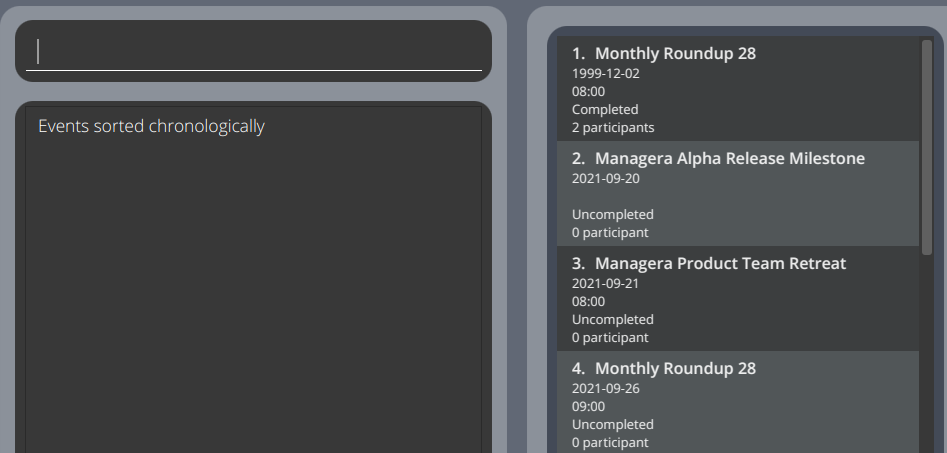 Events sorted chronologically
1. Monthly Roundup 28
1999-12-02
08:00
Completed
2 participants
2. Managera Alpha Release Milestone
2021-09-20
Uncompleted
0 participant
3. Managera Product Team Retreat
2021-09-21
08:00
Uncompleted
0 participant
4. Monthly Roundup 28
2021-09-26
09:00
Uncompleted
0 participant